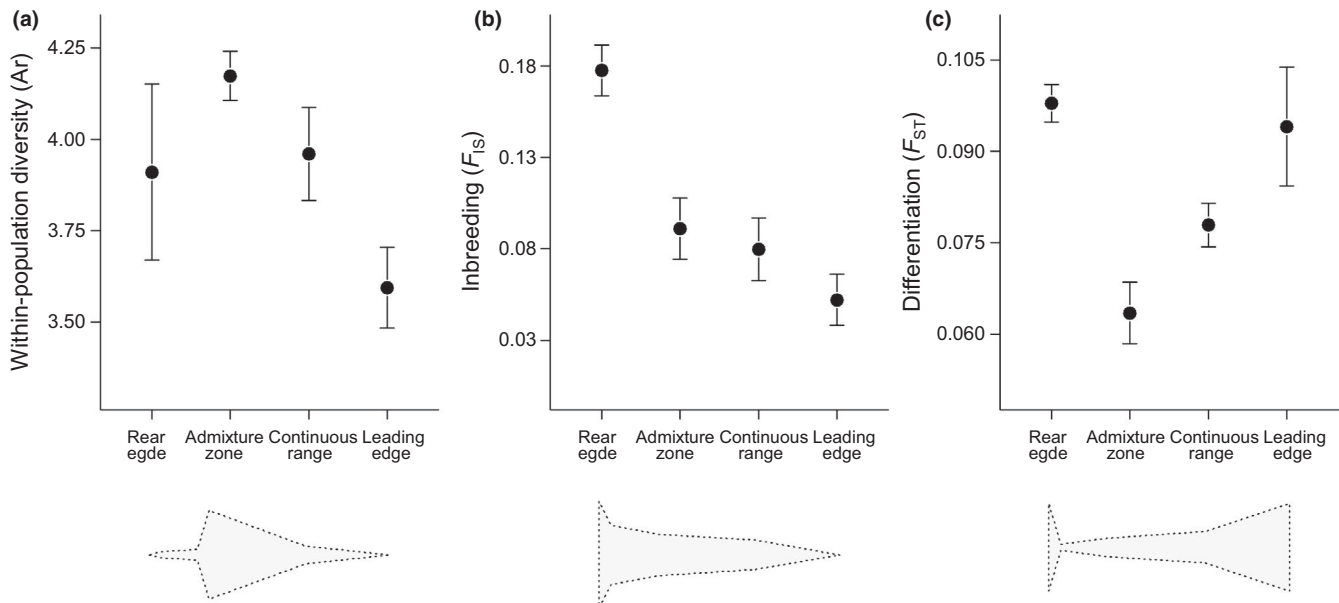 (a)
Within-population diversity (Ar)
4.25
4.00
3.75
3.50
Rear
egde
Admixture
zone
Continuous
range
Leading
edge
(b)
Inbreeding (F_IS)
0.18
0.13
0.08
0.03
Rear
egde
Admixture
zone
Continuous
range
Leading
edge
(c)
Differentiation (F_ST)
0.105
0.090
0.075
0.060
Rear
egde
Admixture
zone
Continuous
range
Leading
edge